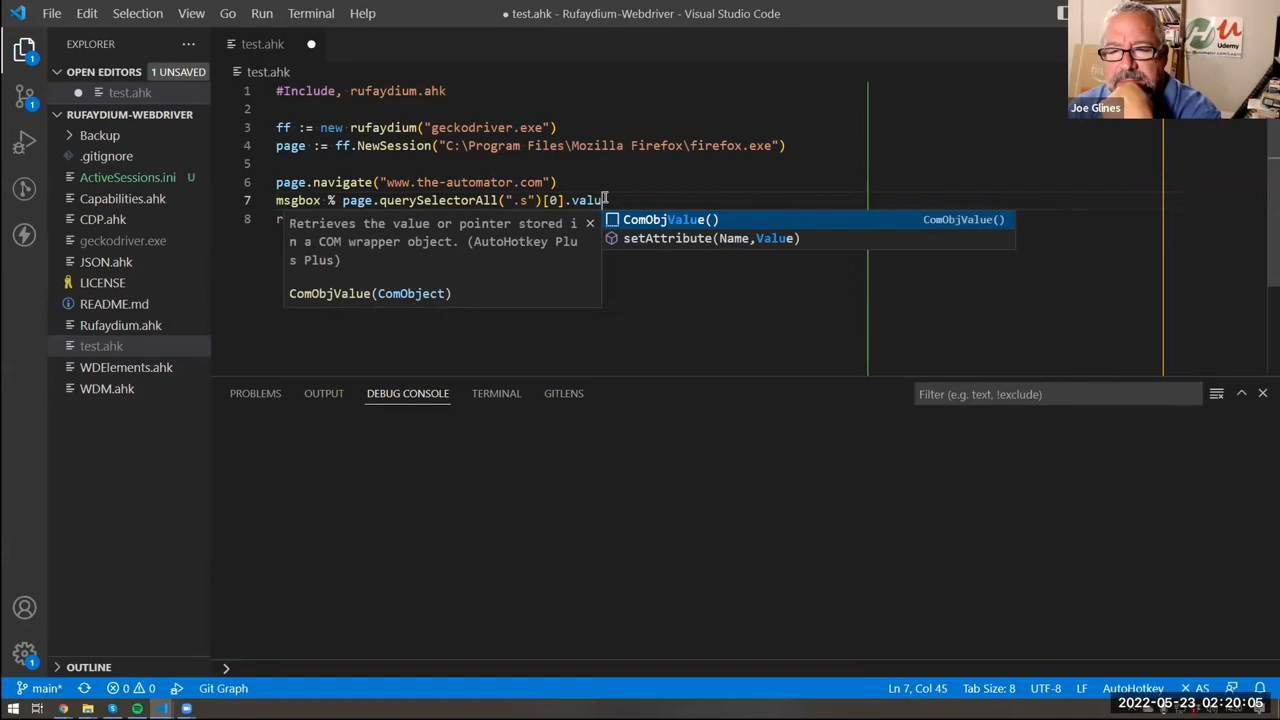 File Edit Selection View Go Run Terminal Help
● test.ahk - Rufaydium-Webdriver - Visual Studio Code
EXPLORER
OPEN EDITORS 1 UNSAVED
test.ahk
RUFAYDIUM-WEBDRIVER
Backup
.gitignore
ActiveSessions.ini U
Capabilities.ahk
CDP.ahk
geckodriver.exe
JSON.ahk
LICENSE
README.md
Rufaydium.ahk
test.ahk
WDElements.ahk
WDM.ahk
OUTLINE
test.ahk
test.ahk
1 #Include, rufaydium.ahk
2
3 ff := new rufaydium("geckodriver.exe")
4 page := ff.NewSession("C:\Program Files\Mozilla Firefox\firefox.exe")
5
6 page.navigate("www.the-automator.com")
7 msgbox % page.querySelectorAll(".s")[0].valu
8 r
Retrieves the value or pointer stored i
n a COM wrapper object. (AutoHotkey Plu
s Plus)
ComObjValue(ComObject)
ComObjValue() ComObjValue()
setAttribute(Name,Value)
PROBLEMS OUTPUT DEBUG CONSOLE TERMINAL GITLENS
Filter (e.g. text, !exclude)
Udemy
Joe Glines
main* 0 0 Git Graph
Ln 7, Col 45 Tab Size: 8 UTF-8 LF AutoHotkey AS
2022-05-23 02:20:05